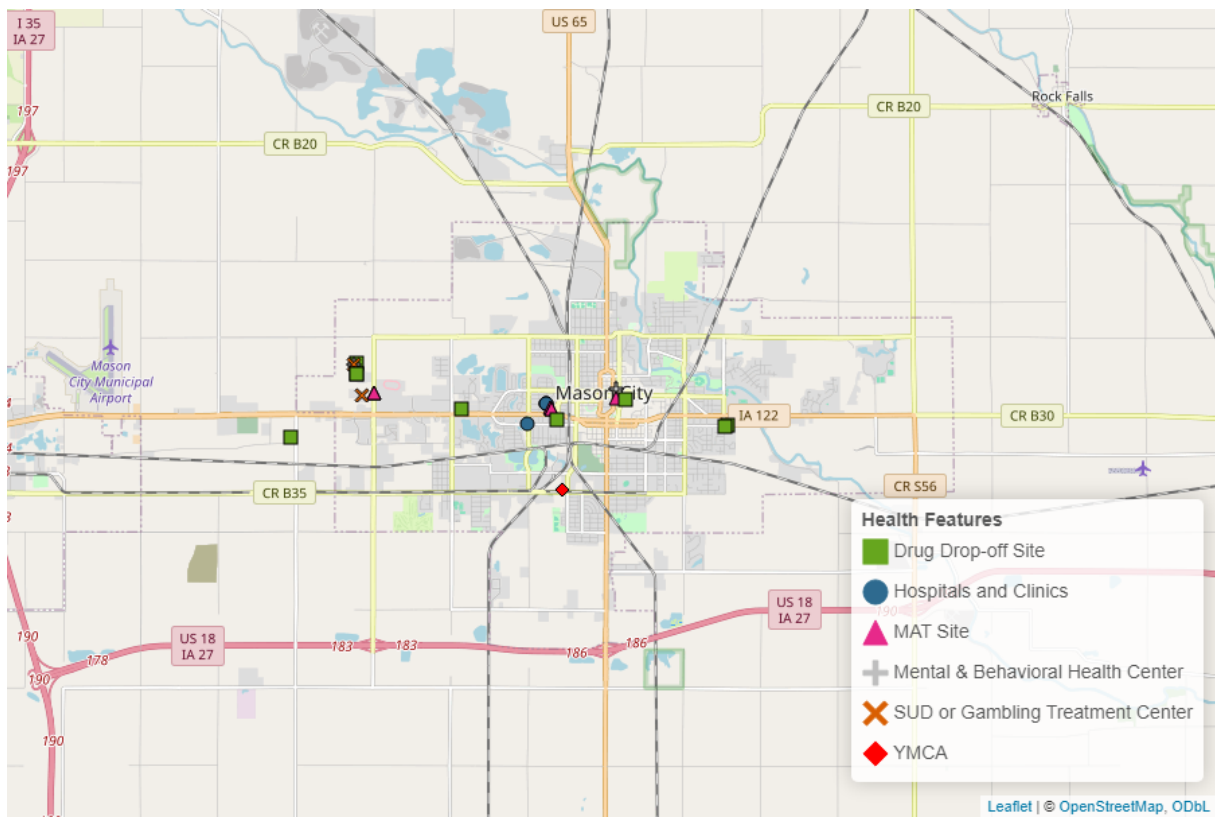 I 35
IA 27
US 65
197
197
197
CR B20
CR B20
Rock Falls
Mason
City Municipal
Airport
Mason City
IA 122
CR B30
CR B35
CR S56
Health Features
Drug Drop-off Site
Hospitals and Clinics
MAT Site
Mental & Behavioral Health Center
SUD or Gambling Treatment Center
YMCA
US 18
IA 27
190
186
186
US 18
IA 27
183
183
178
190
190
190
190
Leaflet | © OpenStreetMap, ODbL